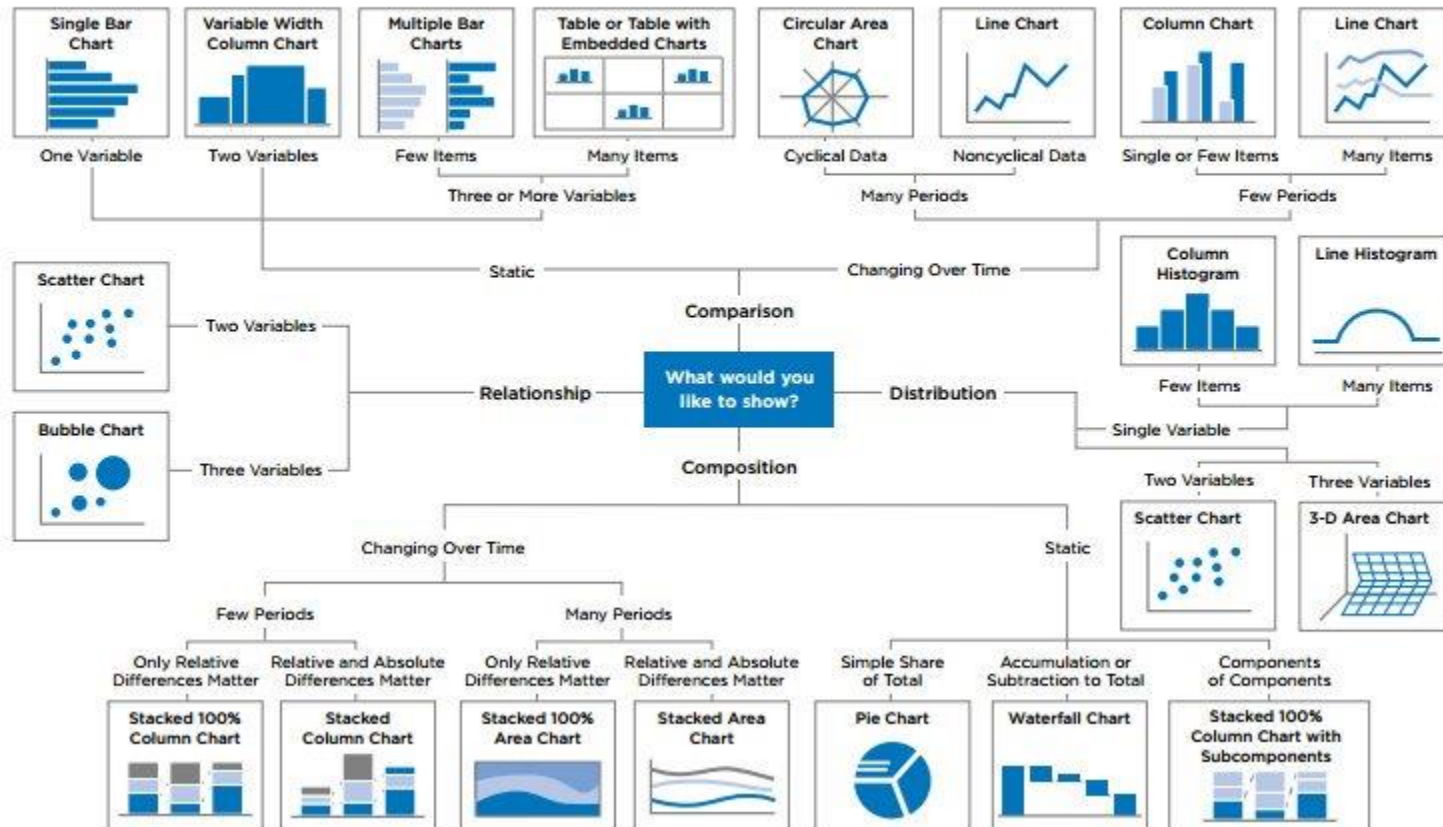 Single Bar
Chart
Variable Width
Column Chart
Multiple Bar
Charts
Table or Table with
Embedded Charts
Circular Area
Chart
Line Chart
Column Chart
Line Chart
One Variable
Two Variables
Few Items
Many Items
Cyclical Data
Noncyclical Data
Single or Few Items
Many Items
Three or More Variables
Many Periods
Few Periods
Static
Changing Over Time
Comparison
Column
Histogram
Line Histogram
Few Items
Many Items
Scatter Chart
Two Variables
Relationship
What would you
like to show?
Distribution
Single Variable
Bubble Chart
Three Variables
Composition
Two Variables
Three Variables
Scatter Chart
3-D Area Chart
Changing Over Time
Static
Few Periods
Many Periods
Only Relative
Differences Matter
Relative and Absolute
Differences Matter
Only Relative
Differences Matter
Relative and Absolute
Differences Matter
Simple Share
of Total
Accumulation or
Subtraction to Total
Components
of Components
Stacked 100%
Column Chart
Stacked
Column Chart
Stacked 100%
Area Chart
Stacked Area
Chart
Pie Chart
Waterfall Chart
Stacked 100%
Column Chart with
Subcomponents